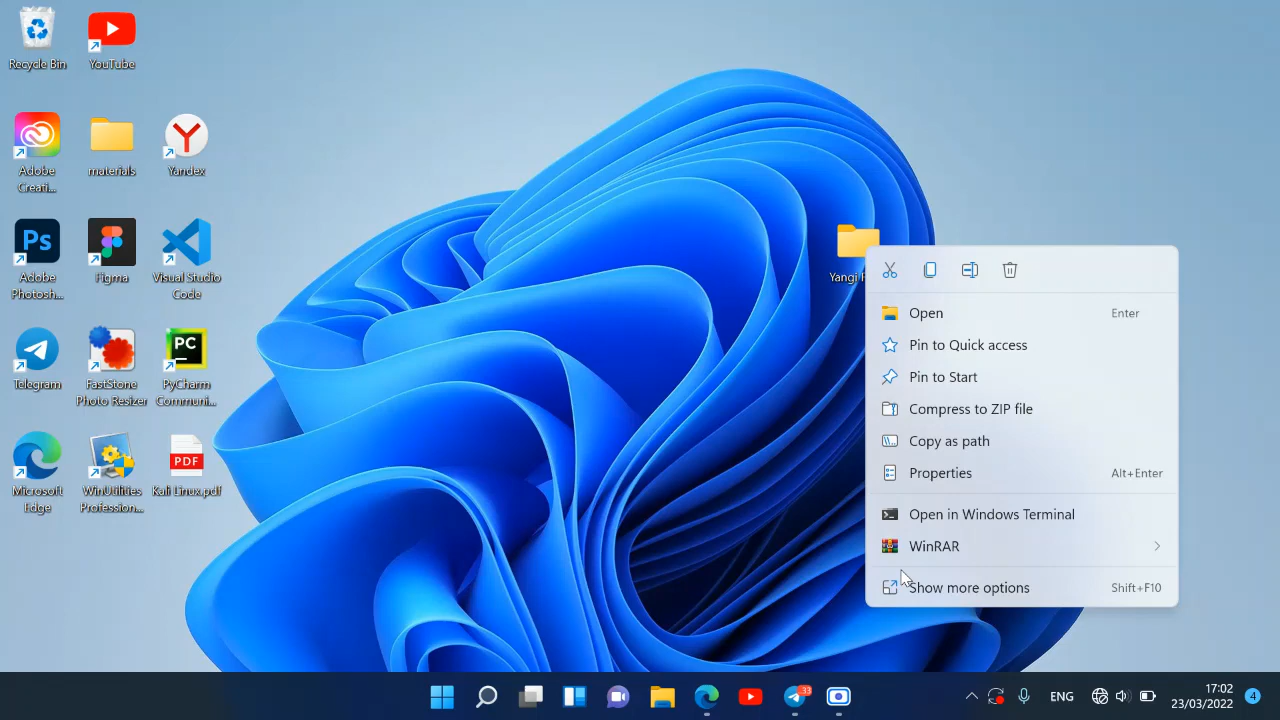 Recycle Bin
YouTube
Adobe
Creati...
materials
Yandex
Ps
Adobe
Photosh...
Figma
Visual Studio
Code
Telegram
FastStone
Photo Resizer
PC
PyCharm
Communi...
Microsoft
Edge
WinUtilities
Profession...
PDF
Kali Linux.pdf
Yangi
Open Enter
Pin to Quick access
Pin to Start
Compress to ZIP file
Copy as path
Properties Alt+Enter
Open in Windows Terminal
WinRAR
Show more options Shift+F10
33
ENG
17:02
23/03/2022
4